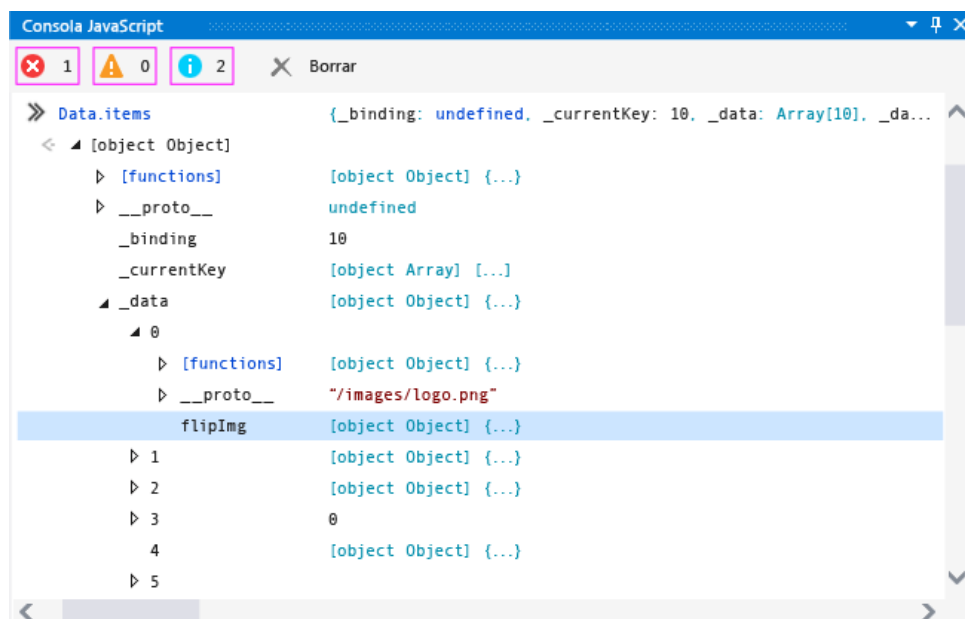 Consola JavaScript
1 0 2 Borrar
Data.items {_binding: undefined, _currentKey: 10, _data: Array[10], _da...
[object Object]
[functions] [object Object] {...}
__proto__ undefined
_binding 10
_currentKey [object Array] [...]
_data [object Object] {...}
0
[functions] [object Object] {...}
__proto__ "/images/logo.png"
flipImg [object Object] {...}
1 [object Object] {...}
2 [object Object] {...}
3 0
4 [object Object] {...}
5